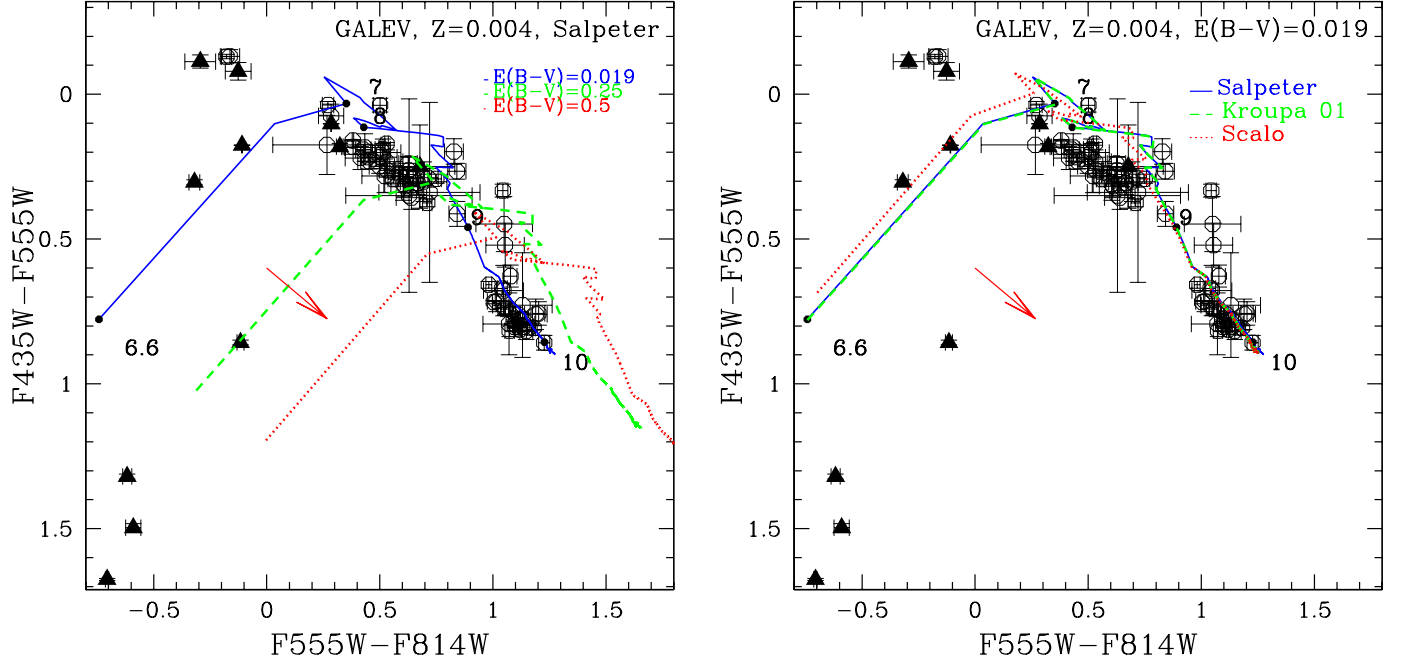 GALEV, Z=0.004, Salpeter
E(B−V)=0.019
E(B−V)=0.25
E(B−V)=0.5
7
8
9
10
6.6
0
0.5
1
1.5
F435W−F555W
−0.5
0
0.5
1
1.5
F555W−F814W
GALEV, Z=0.004, E(B−V)=0.019
Salpeter
Kroupa 01
Scalo
7
8
9
10
6.6
0
0.5
1
1.5
F435W−F555W
−0.5
0
0.5
1
1.5
F555W−F814W